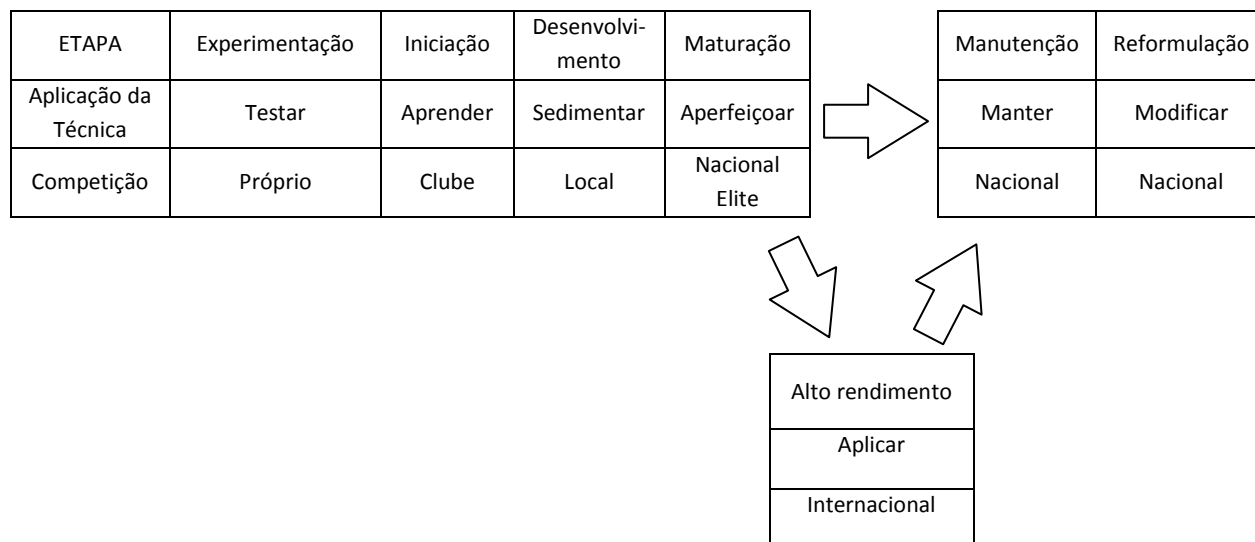 ETAPA Experimentação Iniciação Desenvolvi-
mento Maturação
Aplicação da
Técnica Testar Aprender Sedimentar Aperfeiçoar
Competição Próprio Clube Local Nacional
Elite
Manutenção Reformulação
Manter Modificar
Nacional Nacional
Alto rendimento
Aplicar
Internacional